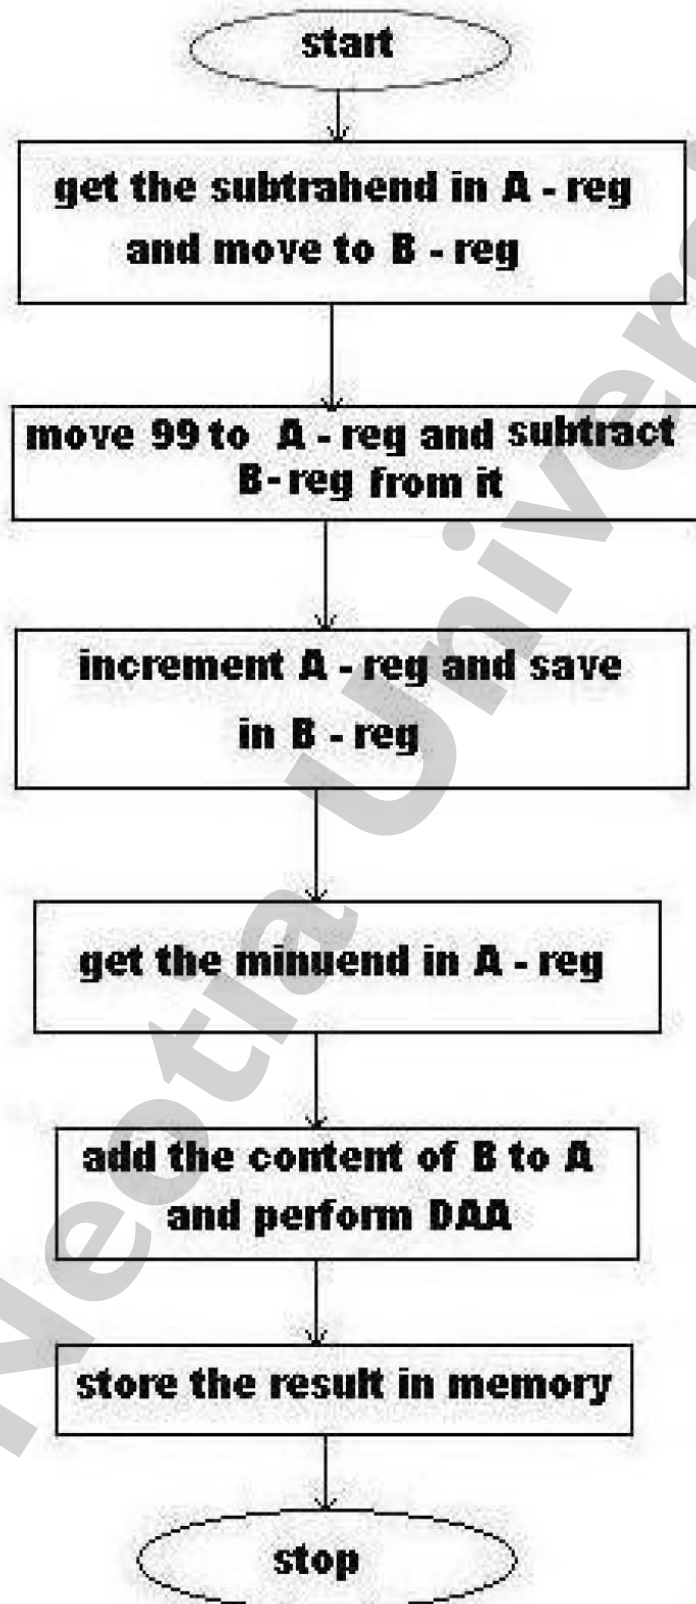 start
get the subtrahend in A - reg
and move to B - reg
move 99 to A - reg and subtract
B- reg from it
increment A - reg and save
in B - reg
get the minuend in A - reg
add the content of B to A
and perform DAA
store the result in memory
stop
Neotia Univers